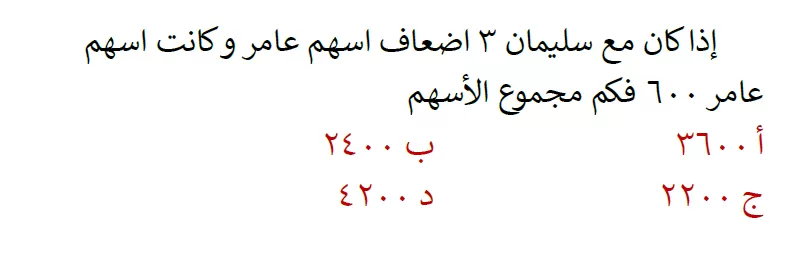 إذا كان مع سليمان ٣ اضعاف اسهم عامر وكانت اسهم
عامر ٦٠٠ فكم مجموع الأسهم
أ ٣٦٠٠ ب ٢٤٠٠
ج ٢٢٠٠ د ٤٢٠٠